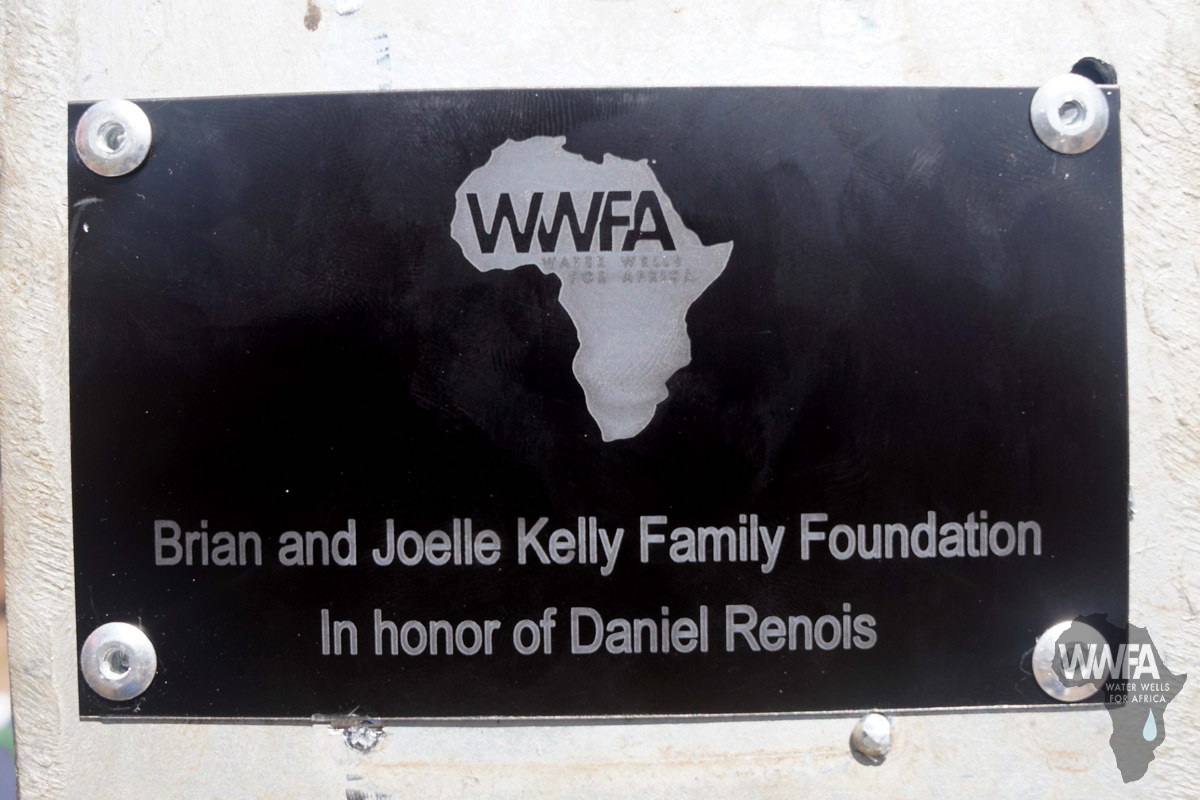 WWFA
WATER WELLS
FOR AFRICA
Brian and Joelle Kelly Family Foundation
In honor of Daniel Renois
WWFA
WATER WELLS
FOR AFRICA